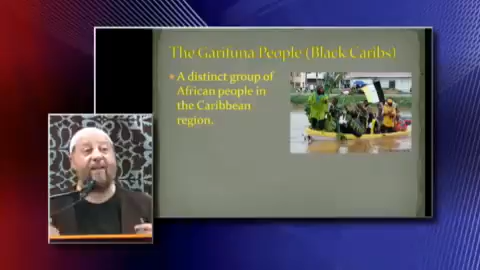 The Garifuna People (Black Caribs)
A distinct group of
African people in
the Caribbean
region.